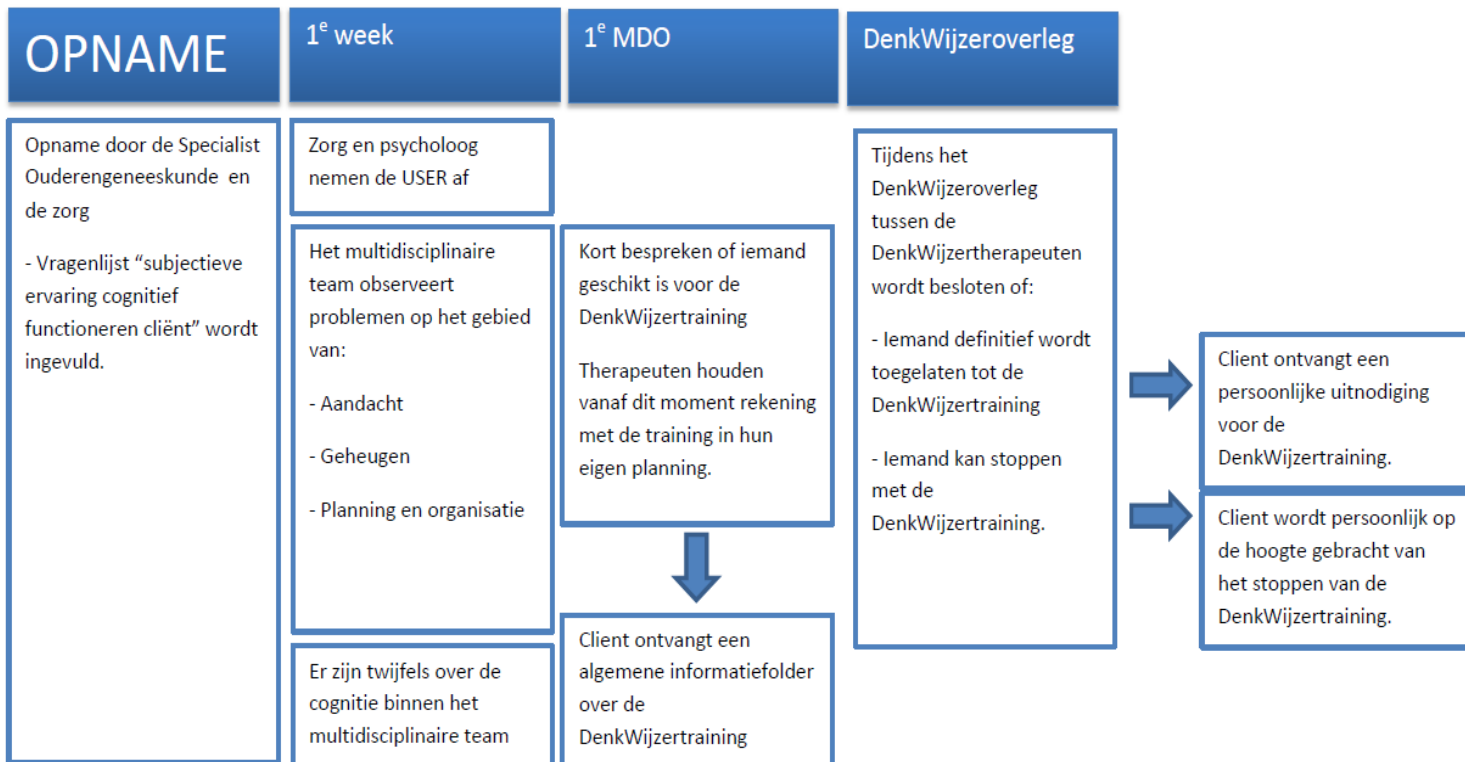 OPNAME
1e week
1e MDO
DenkWijzeroverleg
Opname door de Specialist
Ouderengeneeskunde en
de zorg
- Vragenlijst “subjectieve
ervaring cognitief
functioneren cliënt” wordt
ingevuld.
Zorg en psycholoog
nemen de USER af
Het multidisciplinaire
team observeert
problemen op het gebied
van:
- Aandacht
- Geheugen
- Planning en organisatie
Er zijn twijfels over de
cognitie binnen het
multidisciplinaire team
Kort bespreken of iemand
geschikt is voor de
DenkWijzertraining
Therapeuten houden
vanaf dit moment rekening
met de training in hun
eigen planning.
Client ontvangt een
algemene informatiefolder
over de
DenkWijzertraining
Tijdens het
DenkWijzeroverleg
tussen de
DenkWijzertherapeuten
wordt besloten of:
- Iemand definitief wordt
toegelaten tot de
DenkWijzertraining
- Iemand kan stoppen
met de
DenkWijzertraining.
Client ontvangt een
persoonlijke uitnodiging
voor de
DenkWijzertraining.
Client wordt persoonlijk op
de hoogte gebracht van
het stoppen van de
DenkWijzertraining.